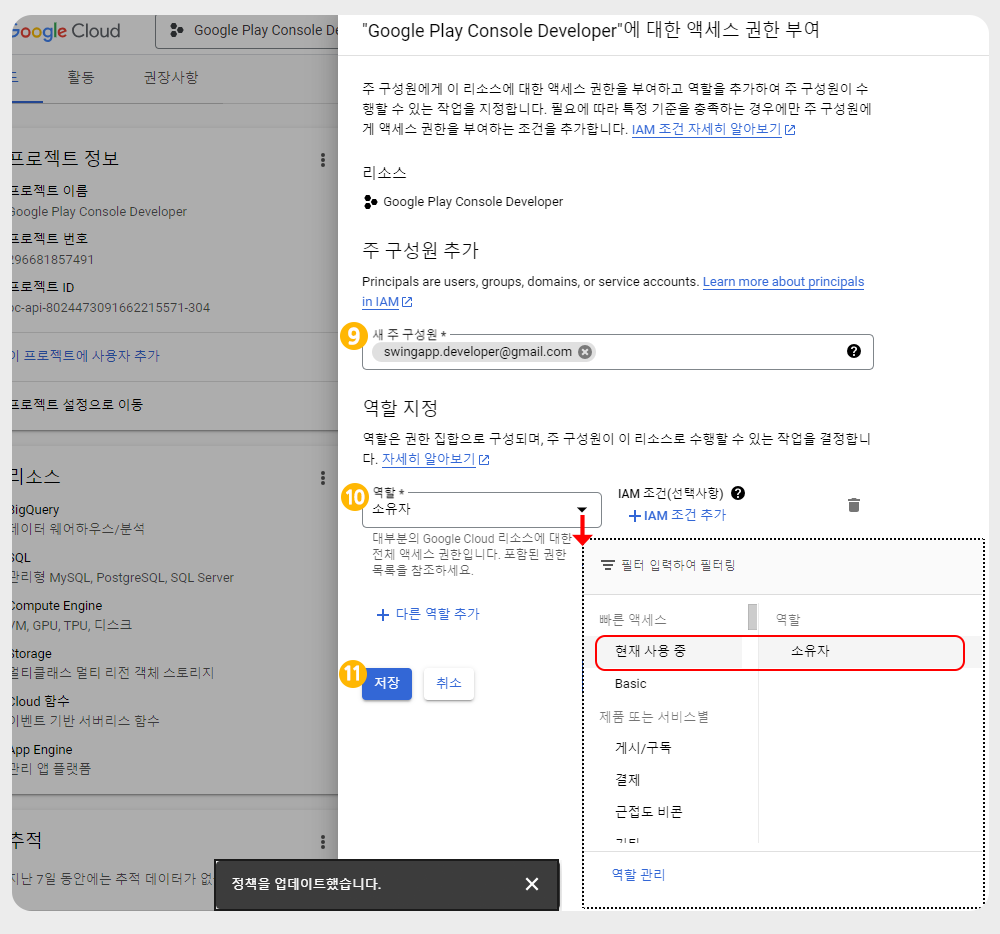 Google Cloud
Google Play Console De
"Google Play Console Developer"에 대한 액세스 권한 부여
드
활동
권장사항
주 구성원에게 이 리소스에 대한 액세스 권한을 부여하고 역할을 추가하여 주 구성원이 수
행할 수 있는 작업을 지정합니다. 필요에 따라 특정 기준을 충족하는 경우에만 주 구성원에
게 액세스 권한을 부여하는 조건을 추가합니다. IAM 조건 자세히 알아보기
프로젝트 정보
프로젝트 이름
Google Play Console Developer
프로젝트 번호
296681857491
프로젝트 ID
pc-api-8024473091662215571-304
이 프로젝트에 사용자 추가
프로젝트 설정으로 이동
리소스
BigQuery
데이터 웨어하우스/분석
SQL
관리형 MySQL, PostgreSQL, SQL Server
Compute Engine
VM, GPU, TPU, 디스크
Storage
멀티클래스 멀티 리전 객체 스토리지
Cloud 함수
이벤트 기반 서버리스 함수
App Engine
관리 앱 플랫폼
추적
지난 7일 동안에는 추적 데이터가 없
리소스
Google Play Console Developer
주 구성원 추가
Principals are users, groups, domains, or service accounts. Learn more about principals
in IAM
9
새 주 구성원 *
swingapp.developer@gmail.com
역할 지정
역할은 권한 집합으로 구성되며, 주 구성원이 이 리소스로 수행할 수 있는 작업을 결정합니
다. 자세히 알아보기
10
역할 *
소유자
IAM 조건(선택사항)
IAM 조건 추가
대부분의 Google Cloud 리소스에 대한
전체 액세스 권한입니다. 포함된 권한
목록을 참조하세요.
다른 역할 추가
11
저장
취소
필터 입력하여 필터링
빠른 액세스
역할
현재 사용 중
소유자
Basic
제품 또는 서비스별
게시/구독
결제
근접도 비콘
기타
역할 관리
정책을 업데이트했습니다.